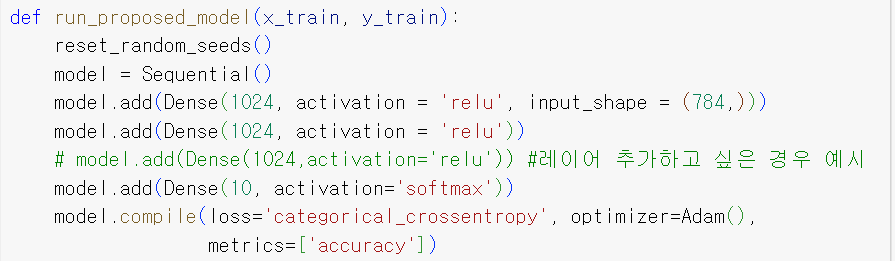 def run_proposed_model(x_train, y_train):
    reset_random_seeds()
    model = Sequential()
    model.add(Dense(1024, activation = 'relu', input_shape = (784,)))
    model.add(Dense(1024, activation = 'relu'))
    # model.add(Dense(1024,activation='relu')) #레이어 추가하고 싶은 경우 예시
    model.add(Dense(10, activation='softmax'))
    model.compile(loss='categorical_crossentropy', optimizer=Adam(),
                  metrics=['accuracy'])